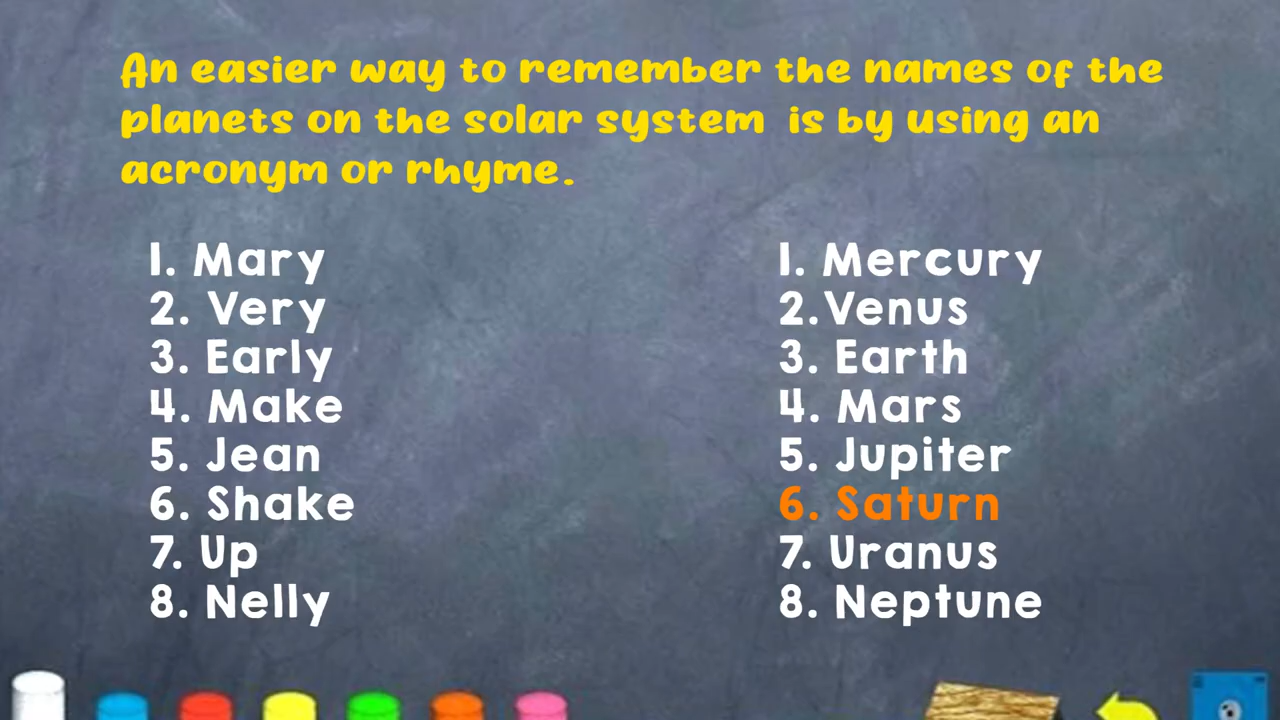 An easier way to remember the names of the
planets on the solar system is by using an
acronym or rhyme.
1. Mary
2. Very
3. Early
4. Make
5. Jean
6. Shake
7. Up
8. Nelly
1. Mercury
2.Venus
3. Earth
4. Mars
5. Jupiter
6. Saturn
7. Uranus
8. Neptune